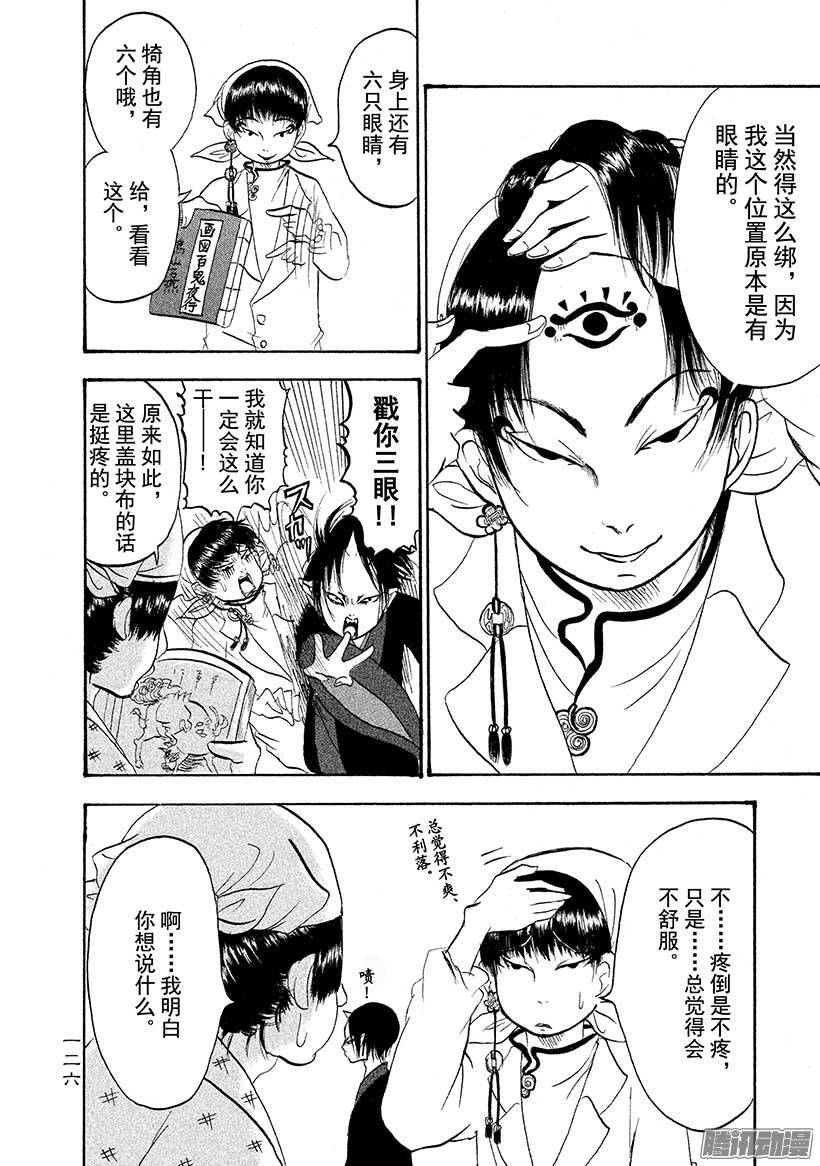 当然得这么绑，因为
我这个位置原本是有
眼睛的。
身上还有
六只眼睛，
犄角也有
六个哦，
给，看看
这个。
画図百鬼夜行
戳你三眼!!
スカッ
我就知道你
一定会这么
干——!
原来如此，
这里盖块布的话
是挺疼的。
不……疼倒是不疼，
只是……总觉得会
不舒服。
总觉得不爽、
不利落。
啧!
啊……我明白
你想说什么。
一二六
腾讯动漫